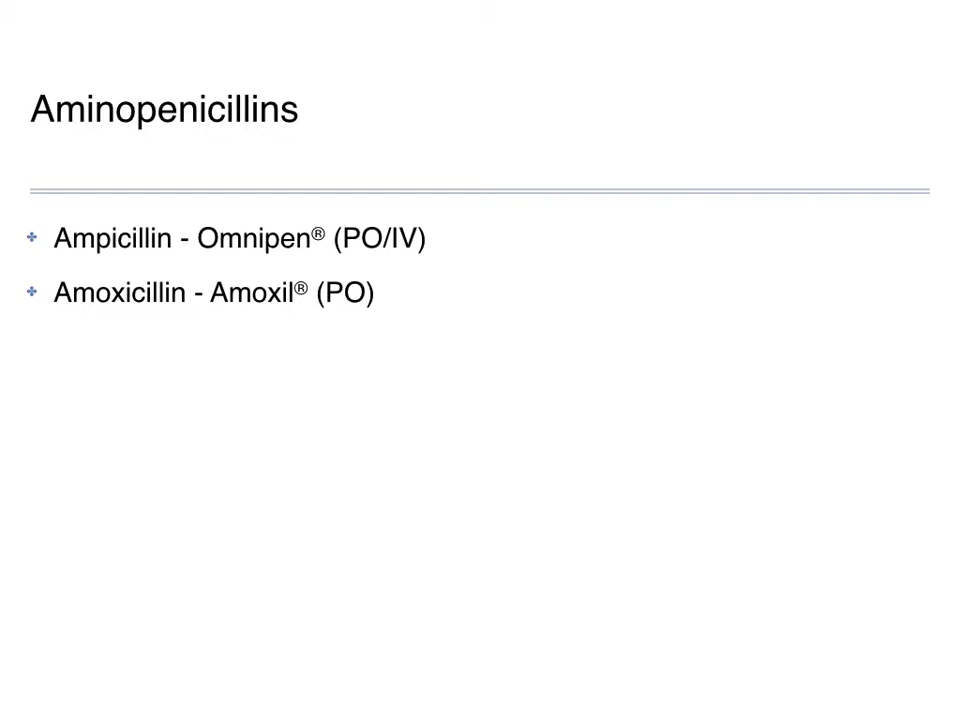 Aminopenicillins
Ampicillin - Omnipen® (PO/IV)
Amoxicillin - Amoxil® (PO)